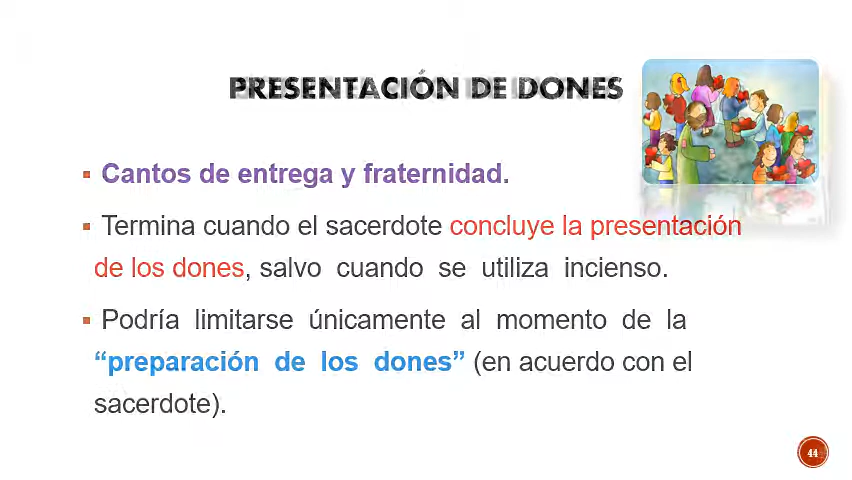 PRESENTACIÓN DE DONES
▪ Cantos de entrega y fraternidad.
▪ Termina cuando el sacerdote concluye la presentación
de los dones, salvo cuando se utiliza incienso.
▪ Podría limitarse únicamente al momento de la
“preparación de los dones” (en acuerdo con el
sacerdote).
44